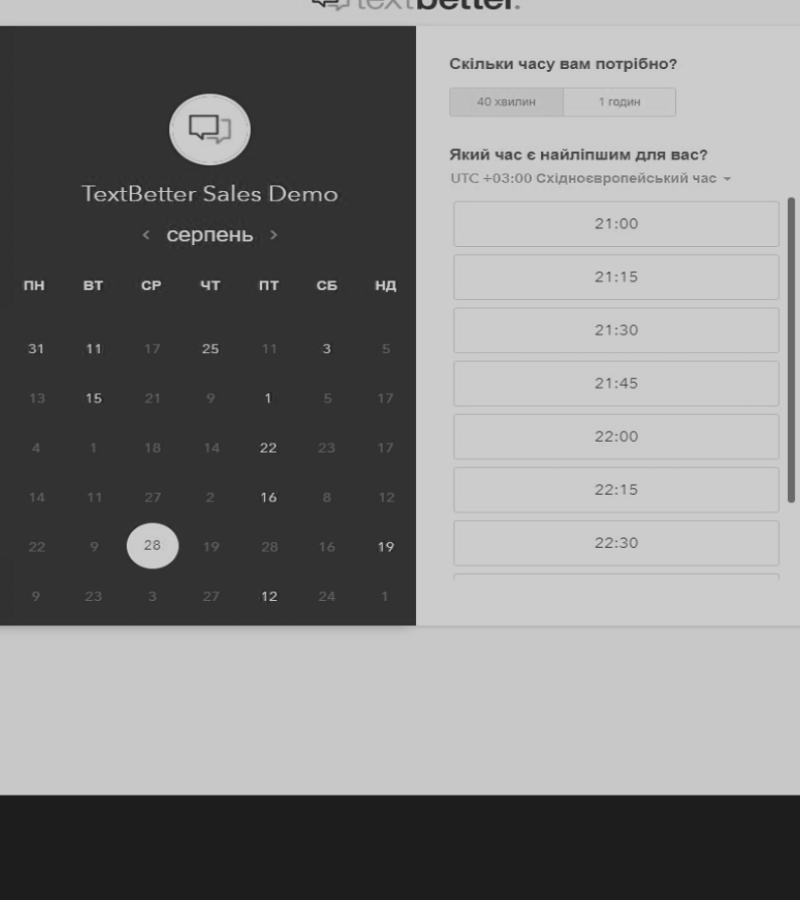 textbetter.
Скільки часу вам потрібно?
40 хвилин 1 годин
Який час є найліпшим для вас?
UTC +03:00 Східноєвропейський час
TextBetter Sales Demo
< серпень >
ПН ВТ СР ЧТ ПТ СБ НД
31 11 17 25 11 3 5
13 15 21 9 1 5 17
4 1 18 14 22 23 17
14 11 27 2 16 8 12
22 9 28 19 28 16 19
9 23 3 27 12 24 1
21:00
21:15
21:30
21:45
22:00
22:15
22:30